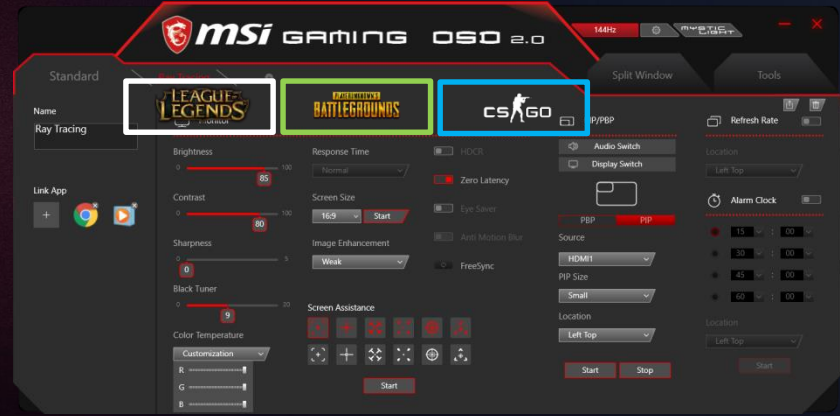 msi GAMING OSD 2.0
144Hz
MYSTIC LIGHT
Standard
Split Window
Tools
LEAGUE OF LEGENDS
PLAYERUNKNOWN'S BATTLEGROUNDS
CS GO
Name
Ray Tracing
Link App
Monitor
Brightness
0 100
85
Contrast
0 100
80
Sharpness
0 5
0
Black Tuner
0 20
9
Color Temperature
Customization
R
G
B
Response Time
Normal
Screen Size
16:9 Start
Image Enhancement
Weak
Screen Assistance
Start
HDCR
Zero Latency
Eye Saver
Anti Motion Blur
FreeSync
PIP/PBP
Audio Switch
Display Switch
PBP PIP
Source
HDMI1
PIP Size
Small
Location
Left Top
Start Stop
Refresh Rate
Location
Left Top
Alarm Clock
15 : 00
30 : 00
45 : 00
60 : 00
Location
Left Top
Start